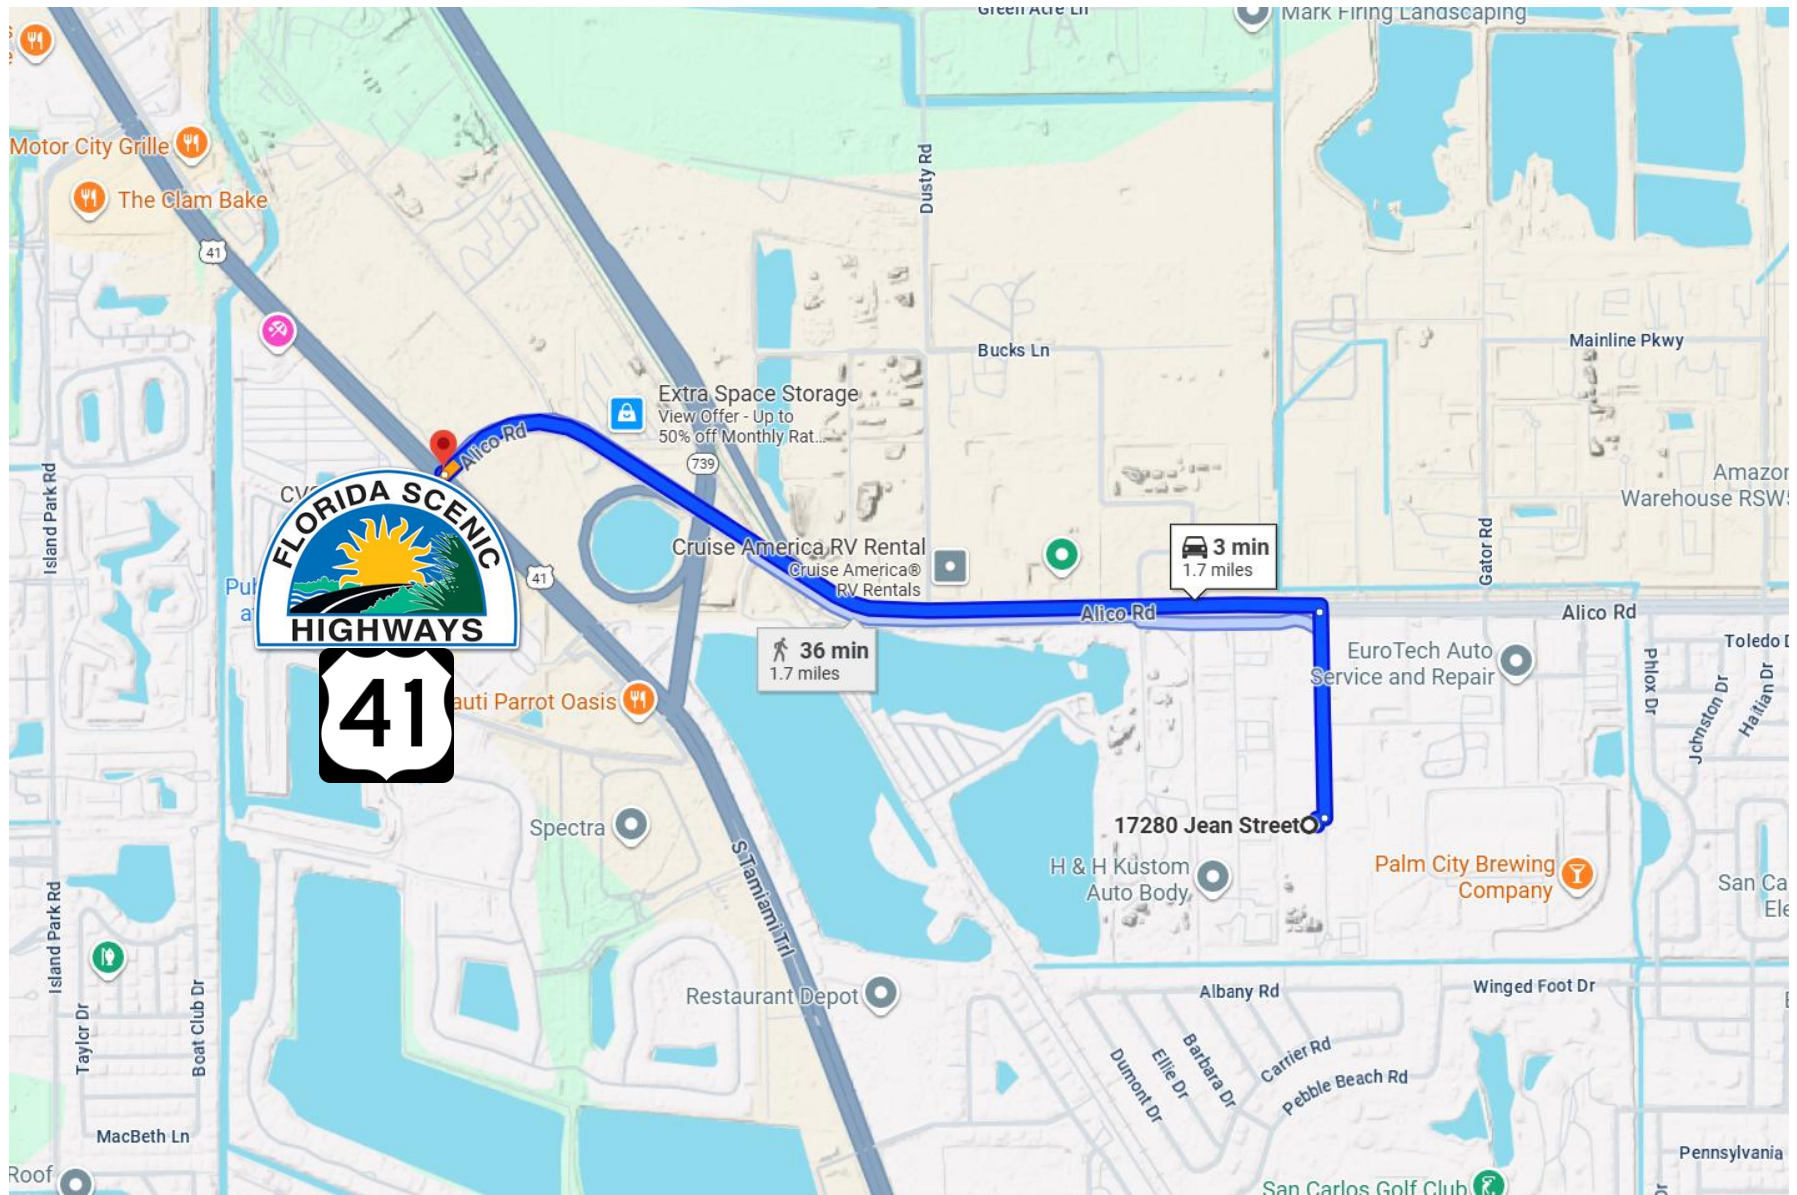 Green Acre Ln
Mark Firing Landscaping
Motor City Grille
The Clam Bake
41
Dusty Rd
Bucks Ln
Mainline Pkwy
Extra Space Storage
View Offer - Up to
50% off Monthly Rat...
Alico Rd
739
Island Park Rd
Amazon
Warehouse RSW5
Gator Rd
FLORIDA SCENIC
HIGHWAYS
41
41
Cruise America RV Rental
Cruise America®
RV Rentals
3 min
1.7 miles
Alico Rd
Alico Rd
36 min
1.7 miles
EuroTech Auto
Service and Repair
Toledo D
Phlox Dr
Johnston Dr
Haitian Dr
auti Parrot Oasis
Spectra
S Tamiami Trl
17280 Jean Street
H & H Kustom
Auto Body
Palm City Brewing
Company
San Ca
Ele
Island Park Rd
Taylor Dr
Boat Club Dr
Restaurant Depot
Albany Rd
Winged Foot Dr
Dumont Dr
Ellie Dr
Barbara Dr
Carrier Rd
Pebble Beach Rd
MacBeth Ln
Roof
Pennsylvania
San Carlos Golf Club